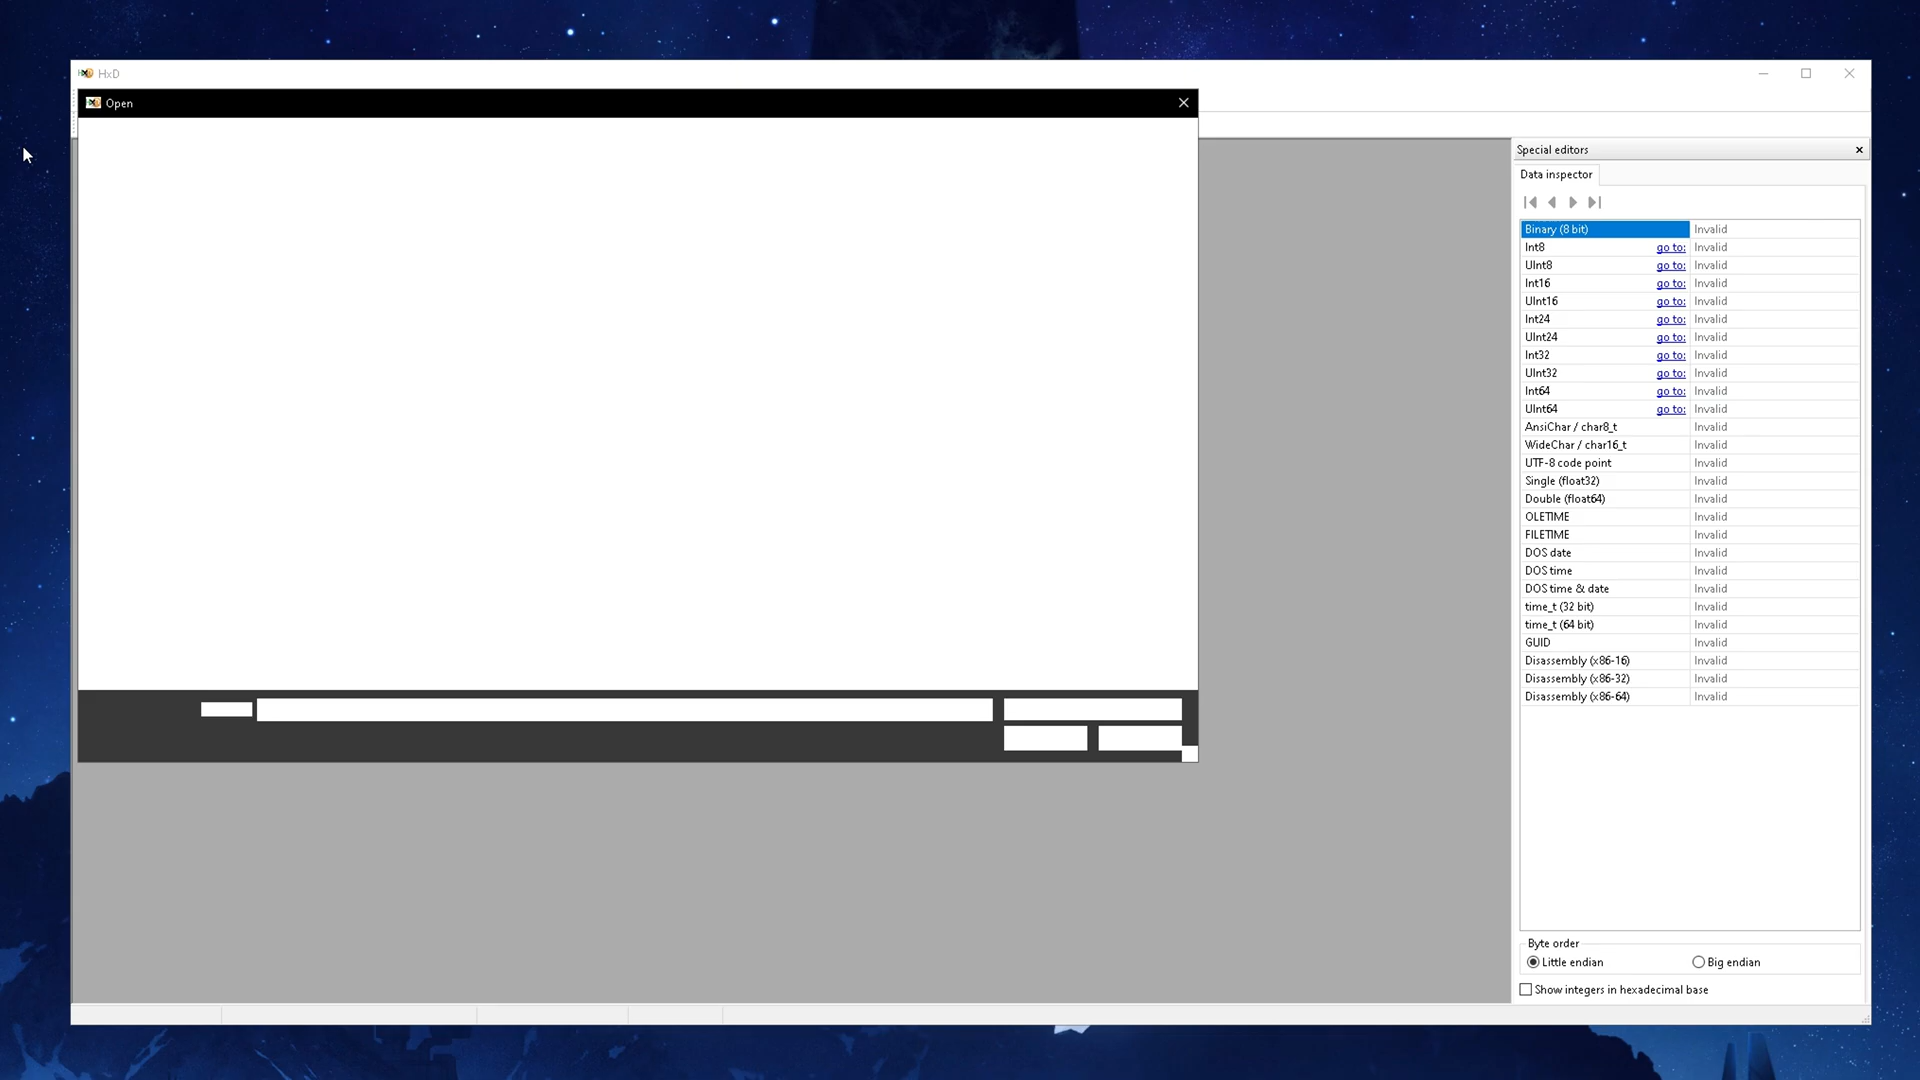 HxD
Open
Special editors
Data inspector
Binary (8 bit) Invalid
Int8 go to: Invalid
UInt8 go to: Invalid
Int16 go to: Invalid
UInt16 go to: Invalid
Int24 go to: Invalid
UInt24 go to: Invalid
Int32 go to: Invalid
UInt32 go to: Invalid
Int64 go to: Invalid
UInt64 go to: Invalid
AnsiChar / char8_t Invalid
WideChar / char16_t Invalid
UTF-8 code point Invalid
Single (float32) Invalid
Double (float64) Invalid
OLETIME Invalid
FILETIME Invalid
DOS date Invalid
DOS time Invalid
DOS time & date Invalid
time_t (32 bit) Invalid
time_t (64 bit) Invalid
GUID Invalid
Disassembly (x86-16) Invalid
Disassembly (x86-32) Invalid
Disassembly (x86-64) Invalid
Byte order
Little endian Big endian
Show integers in hexadecimal base